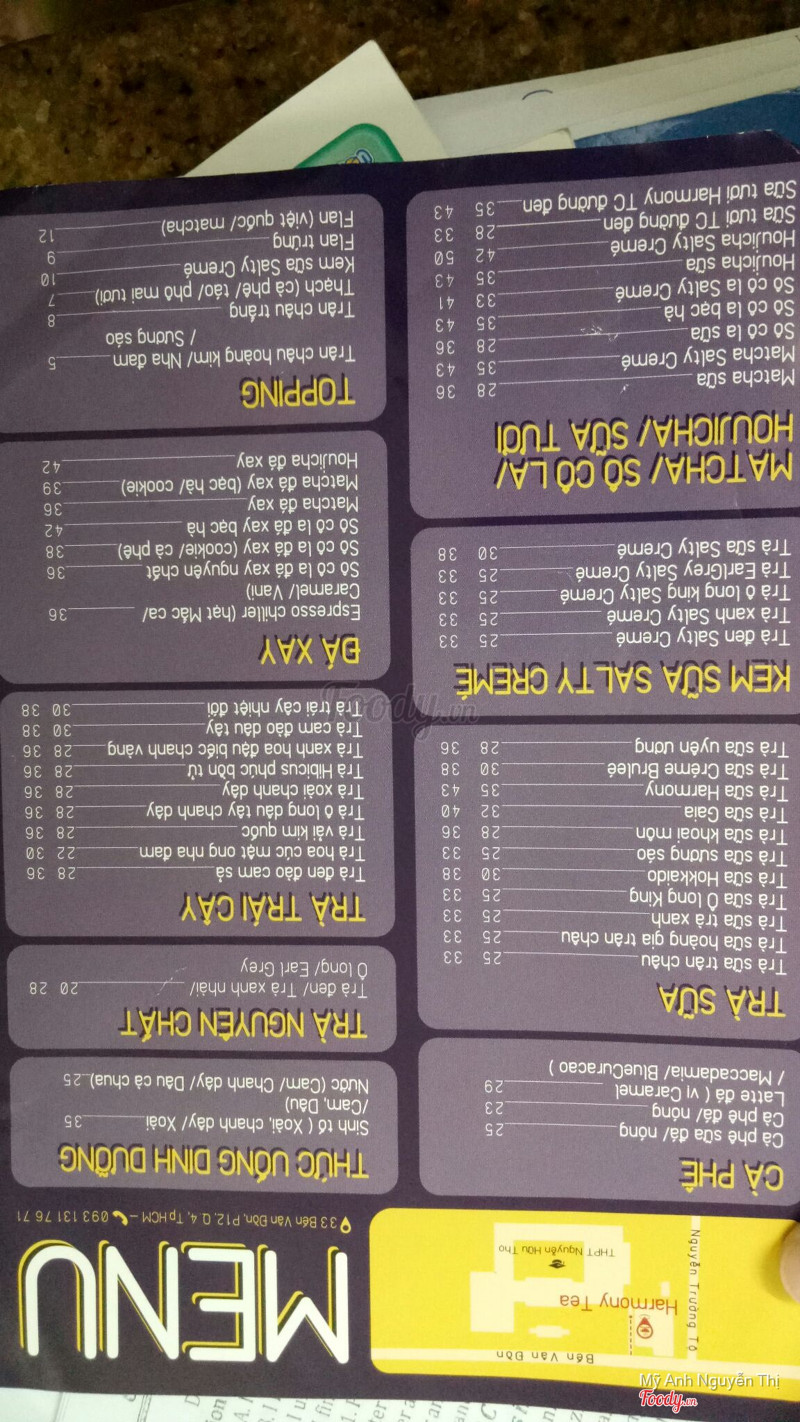 MENU
33 Bến Vân Đồn, P12, Q.4, TpHCM – 093 131 76 71
Bến Vân Đồn
Nguyễn Trường Tộ
Harmony Tea
THPT Nguyễn Hữu Thọ
CÀ PHÊ
Cà phê sữa đá/ nóng 25
Cà phê đá/ nóng 23
Latte đá ( vị Caramel 29
/ Maccadamia/ BlueCuracao )
TRÀ SỮA
Trà sữa trân châu 25 33
Trà sữa hoàng gia trân châu 25 33
Trà sữa trà xanh 25 33
Trà sữa Ô long King 25 33
Trà sữa Hokkaido 30 38
Trà sữa sương sáo 25 33
Trà sữa khoai môn 28 36
Trà sữa Gaia 32 40
Trà sữa Harmony 35 43
Trà sữa Crémé Bruleé 30 38
Trà sữa uyên ương 28 36
KEM SỮA SALTY CREMÉ
Trà đen Salty Cremé 25 33
Trà xanh Salty Cremé 25 33
Trà ô long king Salty Cremé 25 33
Trà EarlGrey Salty Cremé 25 33
Trà sữa Salty Cremé 30 38
MATCHA/ SÔ CÔ LA/
HOUJICHA/ SỮA TƯƠI
Matcha sữa 28 36
Matcha Salty Cremé 35 43
Sô cô la sữa 28 36
Sô cô la bạc hà 35 43
Sô cô la Salty Cremé 33 41
Houjicha sữa 35 43
Houjicha Salty Cremé 42 50
Sữa tươi TC đường đen 28 33
Sữa tươi Harmony TC đường đen 35 43
THỨC UỐNG DINH DƯỠNG
Sinh tố ( Xoài, chanh dây/ Xoài 35
/Cam, Dâu)
Nước (Cam/ Chanh dây/ Dâu cà chua) 25
TRÀ NGUYÊN CHẤT
Trà đen/ Trà xanh nhài/ 20 28
Ô long/ Earl Grey
TRÀ TRÁI CÂY
Trà đen đào cam sả 28 36
Trà hoa cúc mật ong nha đam 22 30
Trà vải kim quốc 28 36
Trà ô long dâu tây chanh dây 28 36
Trà xoài chanh dây 28 36
Trà Hibicus phúc bồn tử 28 36
Trà xanh hoa đậu biếc chanh vàng 28 36
Trà cam đào dâu tây 30 38
Trà trái cây nhiệt đới 30 38
ĐÁ XAY
Espresso chiller (hạt Mắc ca/ 36
Caramel/ Vani)
Sô cô la đá xay nguyên chất 36
Sô cô la đá xay (cookie/ cà phê) 38
Sô cô la đá xay bạc hà 42
Matcha đá xay 36
Matcha đá xay (bạc hà/ cookie) 39
Houjicha đá xay 42
TOPPING
Trân châu hoàng kim/ Nha đam 5
/ Sương sáo
Trân châu trắng 8
Thạch (cà phê/ táo/ phô mai tươi) 7
Kem sữa Salty Cremé 10
Flan trứng 9
Flan (việt quốc/ matcha) 12
Foody.vn
Mỹ Anh Nguyễn Thị
Foody.vn